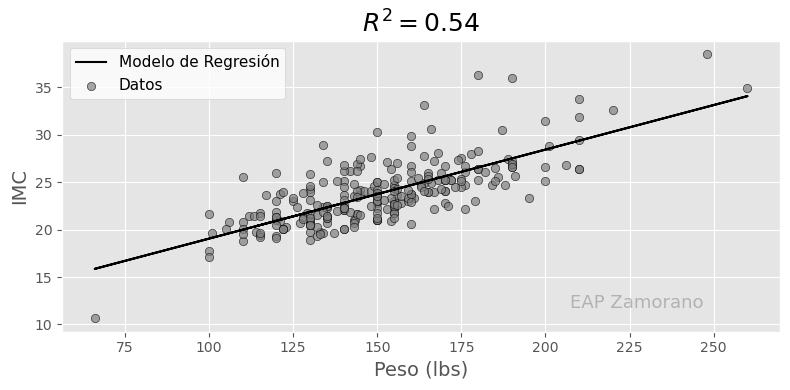 R² = 0.54
Modelo de Regresión
Datos
IMC
35
30
25
20
15
10
EAP Zamorano
75
100
125
150
175
200
225
250
Peso (lbs)